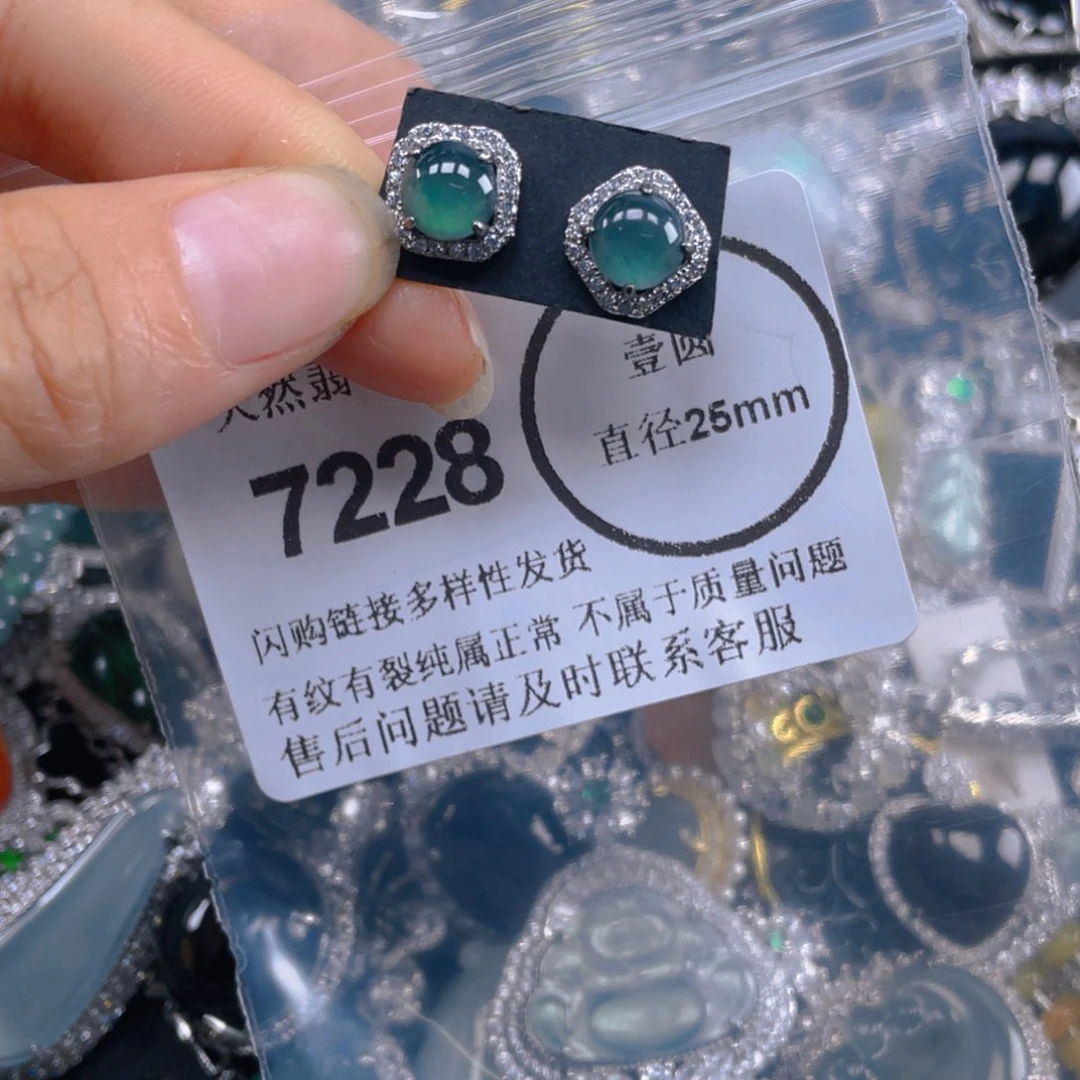 天然翡
壹圆
直径25mm
7228
闪购链接多样性发货
有纹有裂纯属正常 不属于质量问题
售后问题请及时联系客服